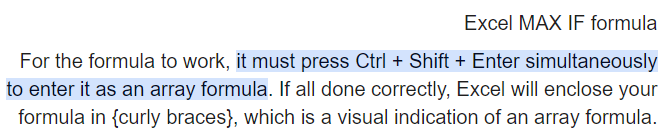 Excel MAX IF formula
For the formula to work, it must press Ctrl + Shift + Enter simultaneously
to enter it as an array formula. If all done correctly, Excel will enclose your
formula in {curly braces}, which is a visual indication of an array formula.